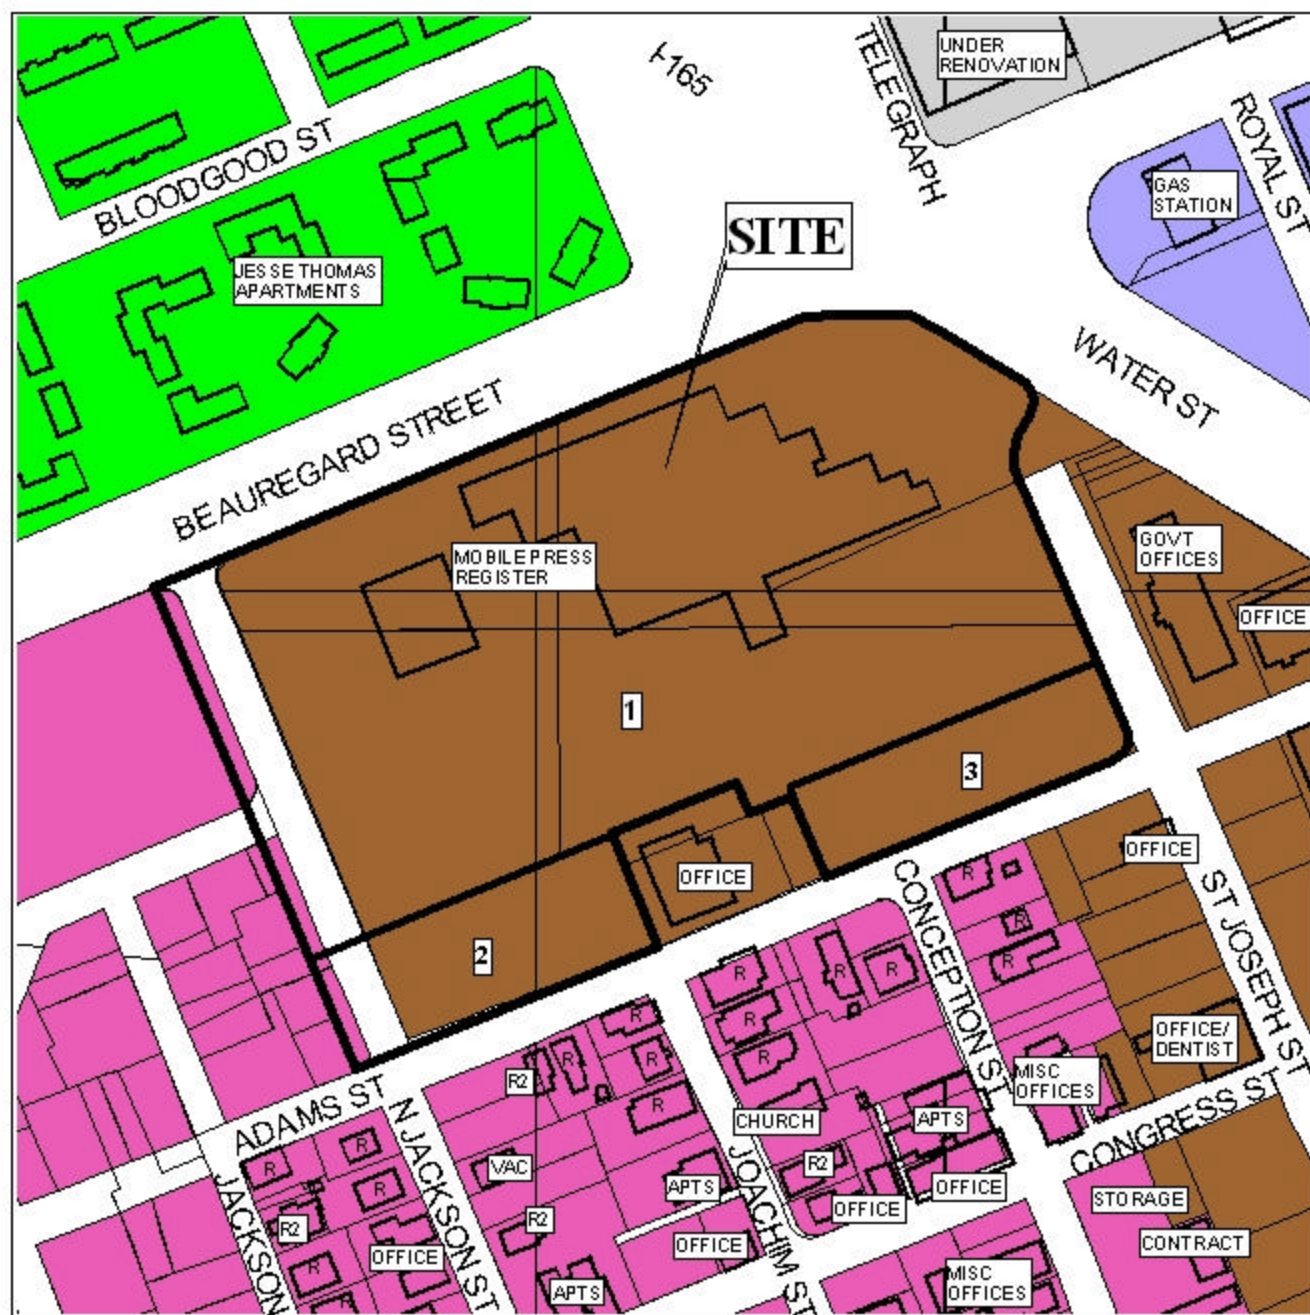 I-165
TELEGRAPH
UNDER
RENOVATION
ROYAL ST
BLOODGOOD ST
GAS
STATION
SITE
JESSE THOMAS
APARTMENTS
WATER ST
BEAUREGARD STREET
MOBILE PRESS
REGISTER
GOVT
OFFICES
OFFICE
1
3
OFFICE
OFFICE
2
CONCEPTION ST
ST JOSEPH ST
R
R
R
R
R
R
R
R
R
R
R
R
R
R2
OFFICE/
DENTIST
MISC
OFFICES
ADAMS ST
N JACKSON ST
CHURCH
APTS
CONGRESS ST
R
R
VAC
R2
JACKSON
R
APTS
JOACHIM ST
OFFICE
STORAGE
R2
R2
OFFICE
OFFICE
OFFICE
CONTRACT
R
R
APTS
MISC
OFFICES